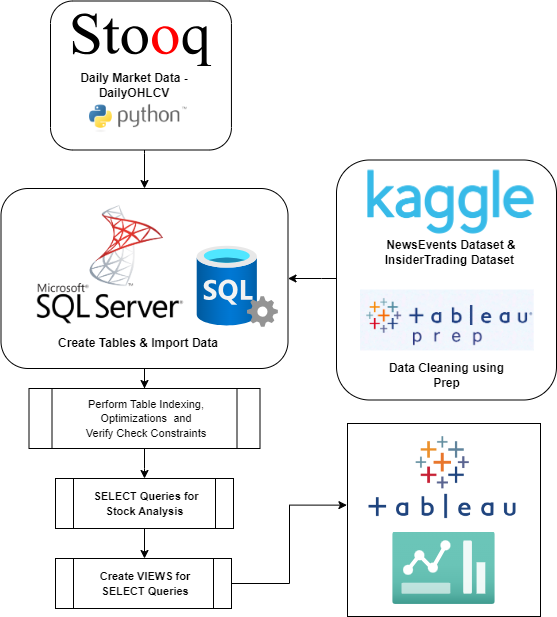 Stooq
Daily Market Data -
DailyOHLCV
python™
kaggle
NewsEvents Dataset &
InsiderTrading Dataset
+ableau®
prep
Data Cleaning using
Prep
Microsoft®
SQL Server®
SQL
Create Tables & Import Data
Perform Table Indexing,
Optimizations and
Verify Check Constraints
SELECT Queries for
Stock Analysis
Create VIEWS for
SELECT Queries
+ableau